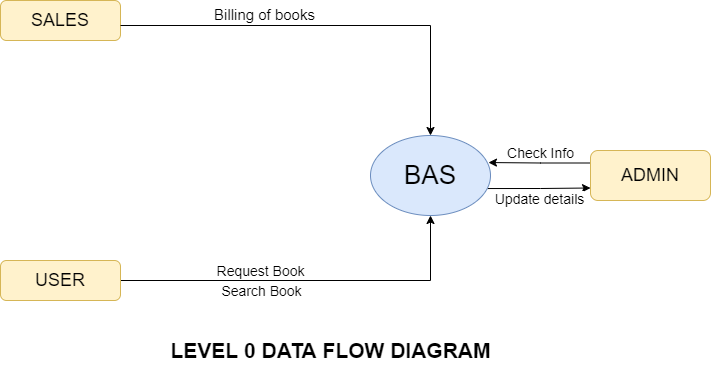 SALES
Billing of books
BAS
Check Info
ADMIN
Update details
USER
Request Book
Search Book
LEVEL 0 DATA FLOW DIAGRAM